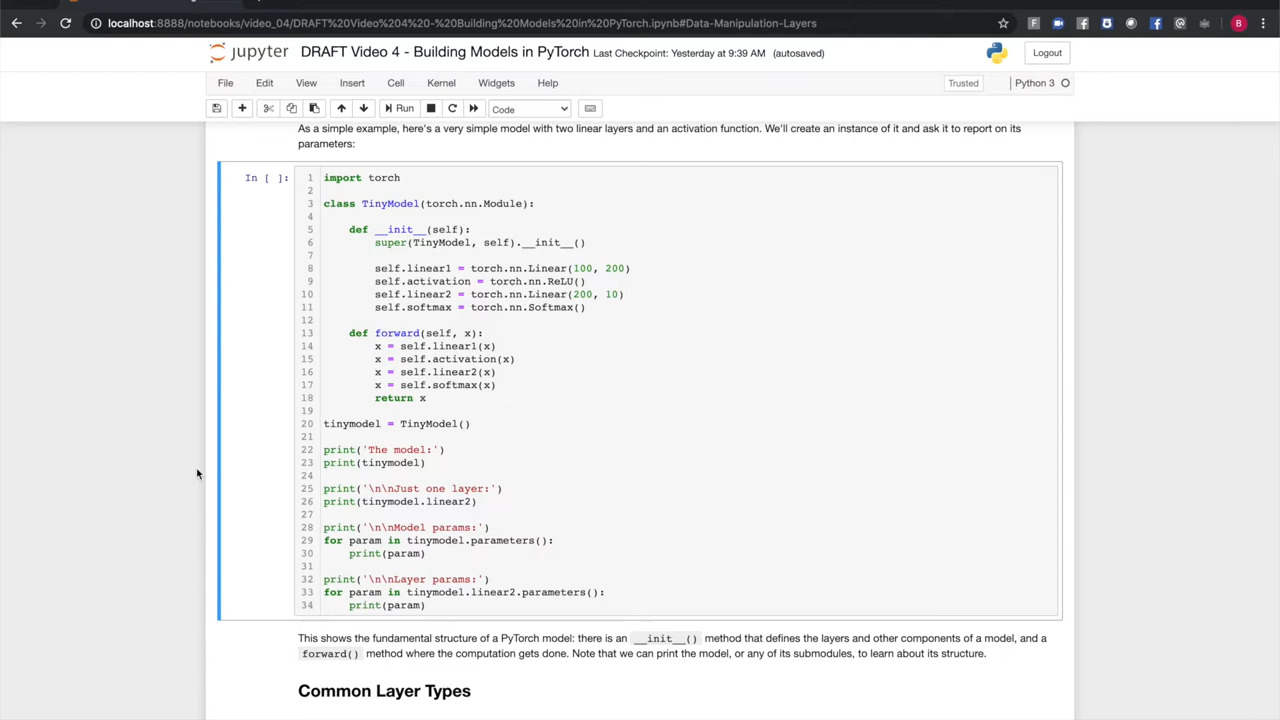 localhost:8888/notebooks/video_04/DRAFT%20Video%204%20-%20Building%20Models%20in%20PyTorch.ipynb#Data-Manipulation-Layers
B
jupyter DRAFT Video 4 - Building Models in PyTorch Last Checkpoint: Yesterday at 9:39 AM (autosaved)
Logout
File Edit View Insert Cell Kernel Widgets Help
Trusted Python 3
Run Code
As a simple example, here's a very simple model with two linear layers and an activation function. We'll create an instance of it and ask it to report on its
parameters:
In [ ]:
1 import torch
2
3 class TinyModel(torch.nn.Module):
4
5     def __init__(self):
6         super(TinyModel, self).__init__()
7
8         self.linear1 = torch.nn.Linear(100, 200)
9         self.activation = torch.nn.ReLU()
10         self.linear2 = torch.nn.Linear(200, 10)
11         self.softmax = torch.nn.Softmax()
12
13     def forward(self, x):
14         x = self.linear1(x)
15         x = self.activation(x)
16         x = self.linear2(x)
17         x = self.softmax(x)
18         return x
19
20 tinymodel = TinyModel()
21
22 print('The model:')
23 print(tinymodel)
24
25 print('\n\nJust one layer:')
26 print(tinymodel.linear2)
27
28 print('\n\nModel params:')
29 for param in tinymodel.parameters():
30     print(param)
31
32 print('\n\nLayer params:')
33 for param in tinymodel.linear2.parameters():
34     print(param)
This shows the fundamental structure of a PyTorch model: there is an __init__() method that defines the layers and other components of a model, and a
forward() method where the computation gets done. Note that we can print the model, or any of its submodules, to learn about its structure.
Common Layer Types